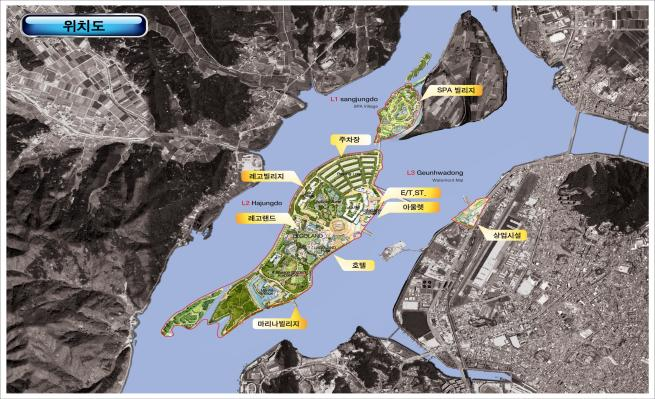 위치도
SPA 빌리지
L1 sangjungdo
SPA Village
주차장
레고빌리지
L3 Geunhwadong
Waterfront Mall
E/T,ST_
L2 Hajungdo
아울렛
레고랜드
상업시설
LEGOLAND
호텔
마리나빌리지